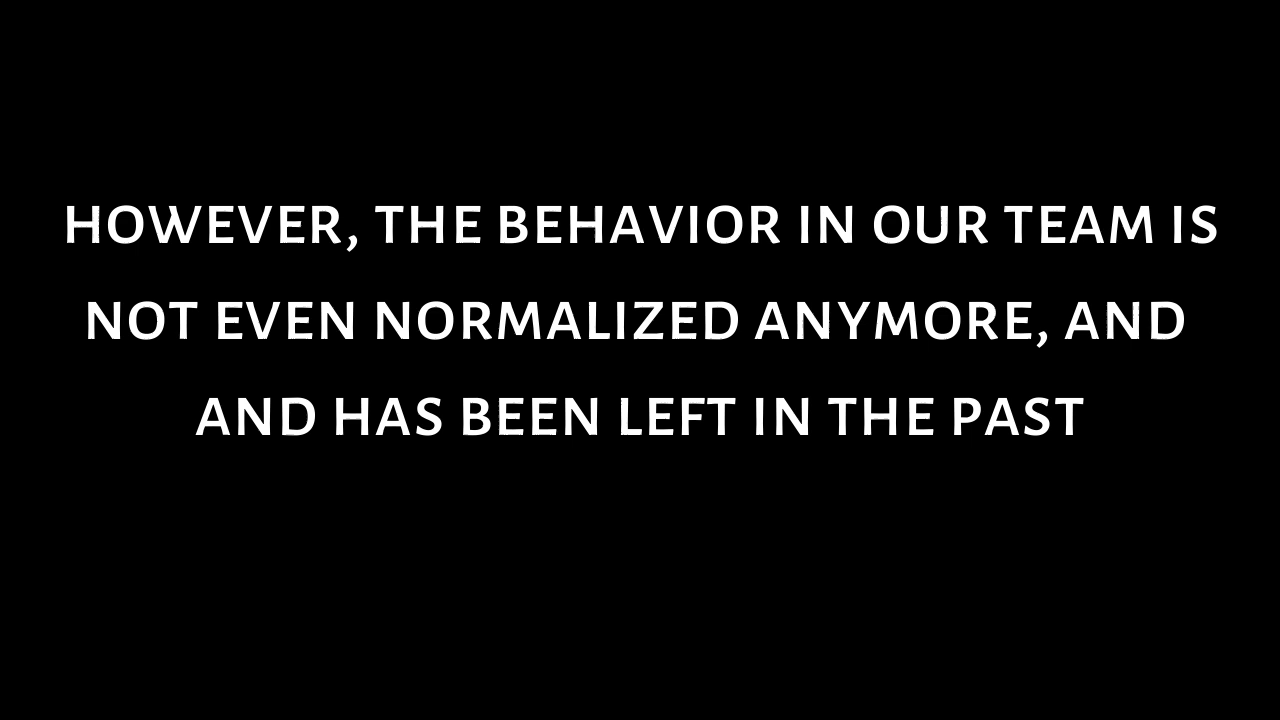 HOWEVER, THE BEHAVIOR IN OUR TEAM IS
NOT EVEN NORMALIZED ANYMORE, AND
AND HAS BEEN LEFT IN THE PAST